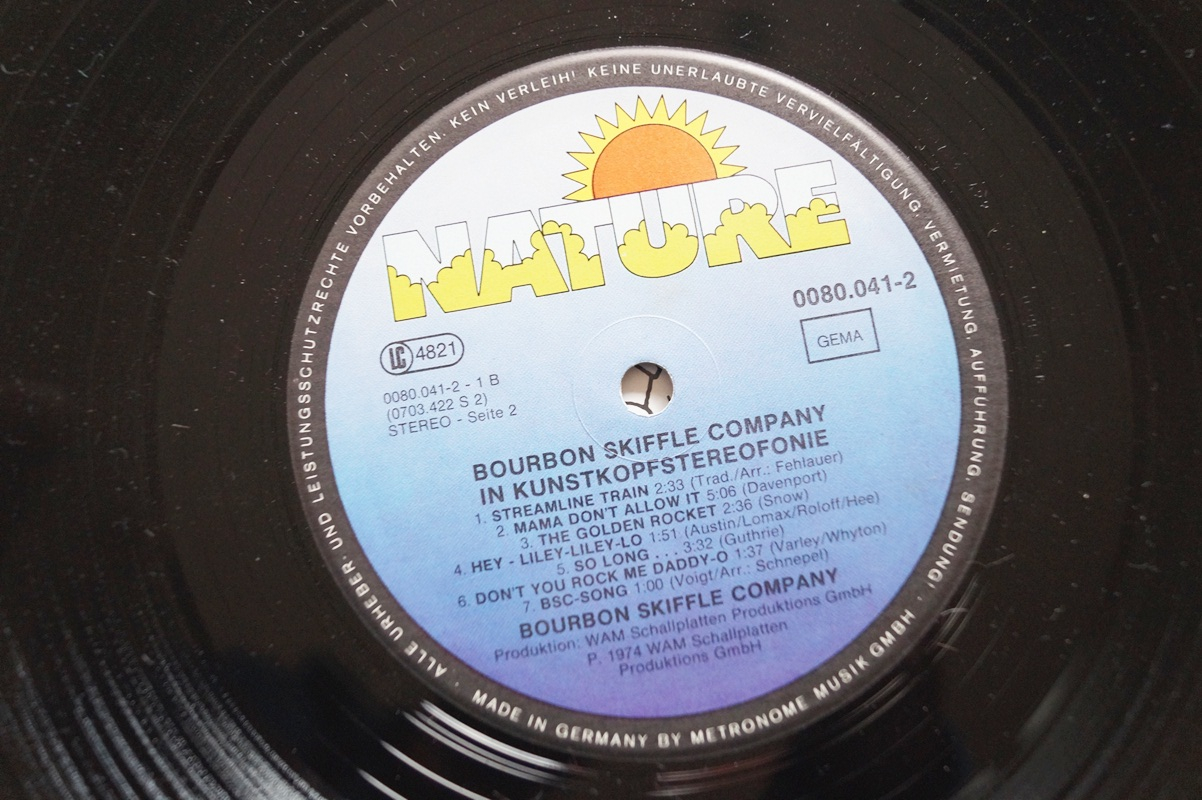 ALLE URHEBER- UND LEISTUNGSSCHUTZRECHTE VORBEHALTEN. KEIN VERLEIH! KEINE UNERLAUBTE VERVIELFÄLTIGUNG, VERMIETUNG, AUFFÜHRUNG, SENDUNG!
NATURE
0080.041-2
LC 4821
GEMA
0080.041-2 - 1 B
(0703.422 S 2)
STEREO - Seite 2
BOURBON SKIFFLE COMPANY
IN KUNSTKOPFSTEREOFONIE
1. STREAMLINE TRAIN 2:33 (Trad./Arr.: Fehlauer)
2. MAMA DON'T ALLOW IT 5:06 (Davenport)
3. THE GOLDEN ROCKET 2:36 (Snow)
4. HEY - LILEY-LILEY-LO 1:51 (Austin/Lomax/Roloff/Hee)
5. SO LONG . . . 3:32 (Guthrie)
6. DON'T YOU ROCK ME DADDY-O 1:37 (Varley/Whyton)
7. BSC-SONG 1:00 (Voigt/Arr.: Schnepel)
BOURBON SKIFFLE COMPANY
Produktion: WAM Schallplatten Produktions GmbH
P. 1974 WAM Schallplatten
Produktions GmbH
· MADE IN GERMANY BY METRONOME MUSIK GMBH ·